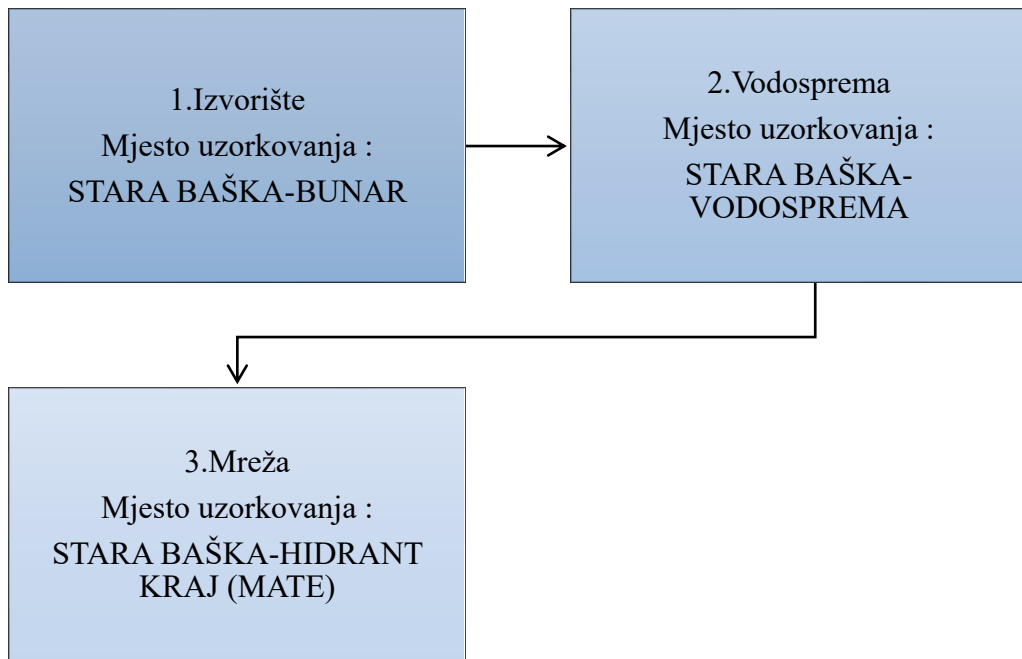 1.Izvorište
Mjesto uzorkovanja :
STARA BAŠKA-BUNAR
2.Vodosprema
Mjesto uzorkovanja :
STARA BAŠKA-
VODOSPREMA
3.Mreža
Mjesto uzorkovanja :
STARA BAŠKA-HIDRANT
KRAJ (MATE)